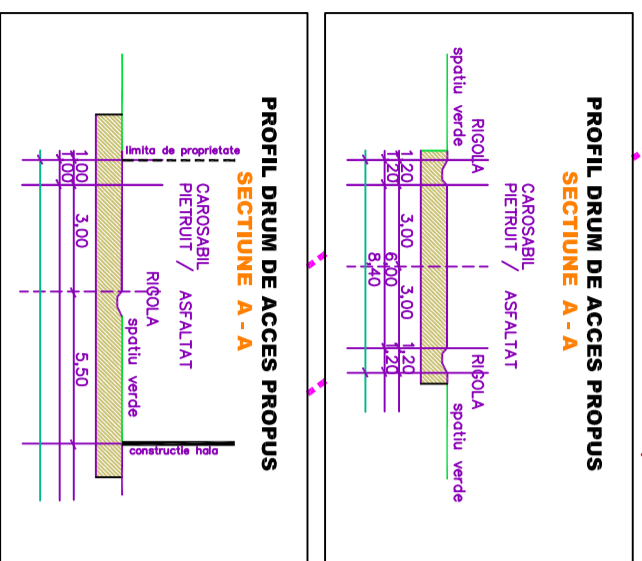 PROFIL DRUM DE ACCES PROPUS
SECTIUNE A - A
CAROSABIL
PIETRUIT / ASFALTAT
RIGOLA
RIGOLA
spatiu verde
spatiu verde
1,20 3,00 3,00 1,20
1,20 6,00 1,20
8,40
PROFIL DRUM DE ACCES PROPUS
SECTIUNE A - A
CAROSABIL
PIETRUIT / ASFALTAT
limita de proprietate
RIGOLA
spatiu verde
constructie hala
1,00 3,00 5,50
1,00